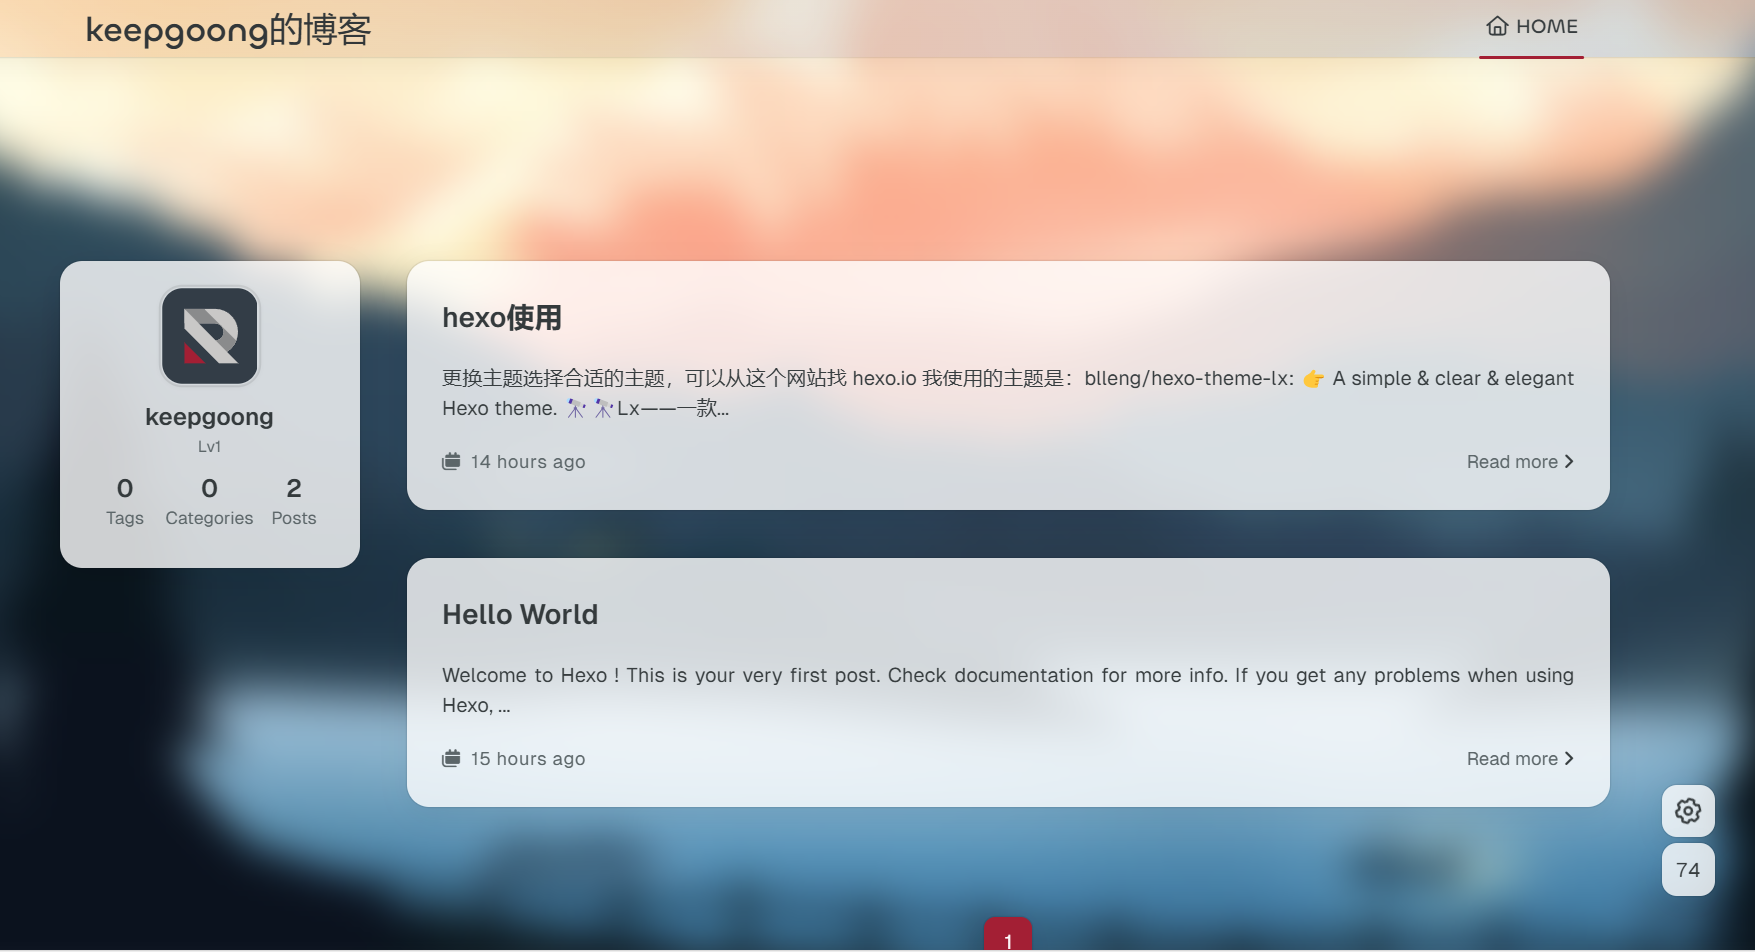 keepgoong的博客
HOME
keepgoong
Lv1
0 0 2
Tags Categories Posts
hexo使用
更换主题选择合适的主题，可以从这个网站找 hexo.io 我使用的主题是：blleng/hexo-theme-lx: 👉 A simple & clear & elegant
Hexo theme. 🔭 🔭Lx——一款...
14 hours ago
Read more
Hello World
Welcome to Hexo ! This is your very first post. Check documentation for more info. If you get any problems when using
Hexo, ...
15 hours ago
Read more
74
1